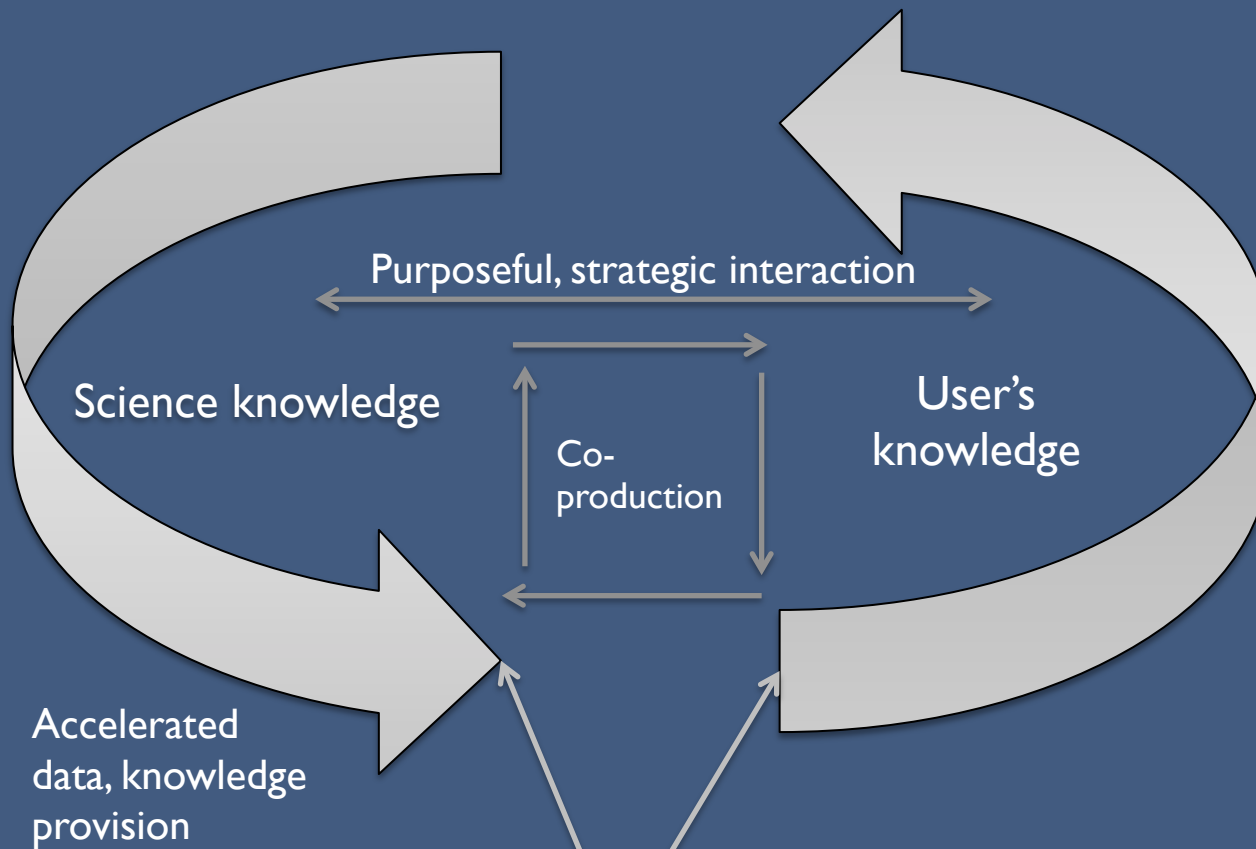 Purposeful, strategic interaction
Science knowledge
User's
knowledge
Co-
production
Accelerated
data, knowledge
provision